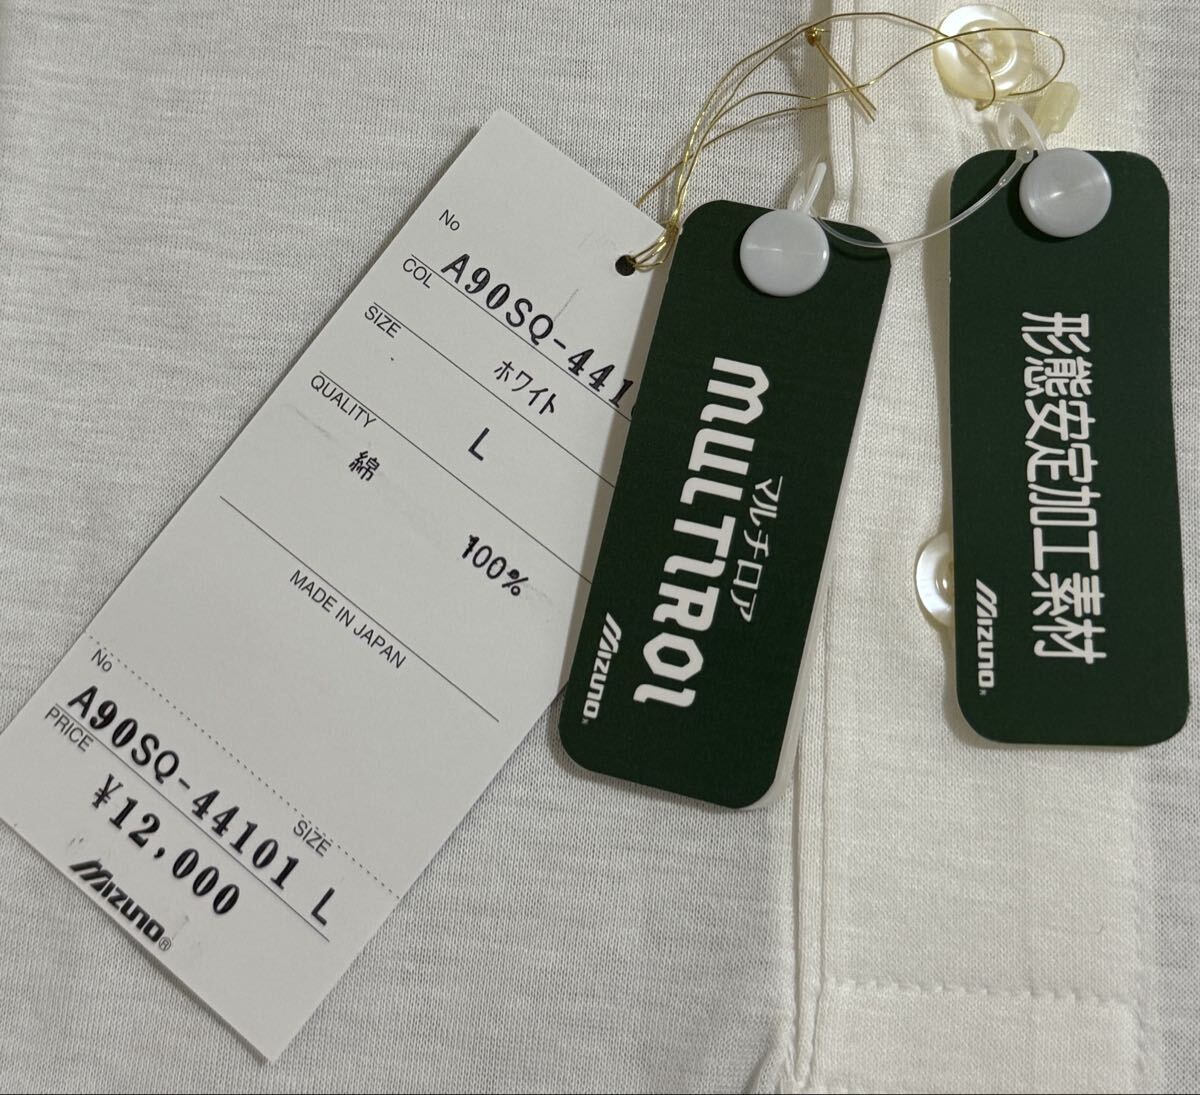 No
A90SQ-441
COL
ホワイト
SIZE
L
QUALITY
綿
100%
MADE IN JAPAN
No
A90SQ-44101
SIZE
L
PRICE
¥12,000
MIZUNO®
MULTIROI
マルチロア
MIZUNO
形態安定加工素材
MIZUNO